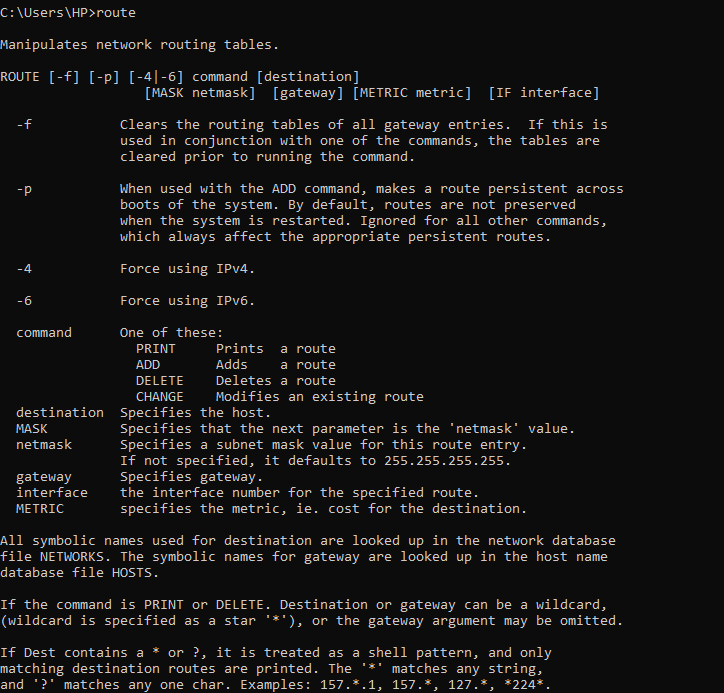 C:\Users\HP>route
Manipulates network routing tables.
ROUTE [-f] [-p] [-4|-6] command [destination]
                  [MASK netmask]  [gateway] [METRIC metric]  [IF interface]
  -f           Clears the routing tables of all gateway entries.  If this is
               used in conjunction with one of the commands, the tables are
               cleared prior to running the command.
  -p           When used with the ADD command, makes a route persistent across
               boots of the system. By default, routes are not preserved
               when the system is restarted. Ignored for all other commands,
               which always affect the appropriate persistent routes.
  -4           Force using IPv4.
  -6           Force using IPv6.
  command      One of these:
                 PRINT     Prints  a route
                 ADD       Adds    a route
                 DELETE    Deletes a route
                 CHANGE    Modifies an existing route
  destination  Specifies the host.
  MASK         Specifies that the next parameter is the 'netmask' value.
  netmask      Specifies a subnet mask value for this route entry.
               If not specified, it defaults to 255.255.255.255.
  gateway      Specifies gateway.
  interface    the interface number for the specified route.
  METRIC       specifies the metric, ie. cost for the destination.
All symbolic names used for destination are looked up in the network database
file NETWORKS. The symbolic names for gateway are looked up in the host name
database file HOSTS.
If the command is PRINT or DELETE. Destination or gateway can be a wildcard,
(wildcard is specified as a star '*'), or the gateway argument may be omitted.
If Dest contains a * or ?, it is treated as a shell pattern, and only
matching destination routes are printed. The '*' matches any string,
and '?' matches any one char. Examples: 157.*.1, 157.*, 127.*, *224*.